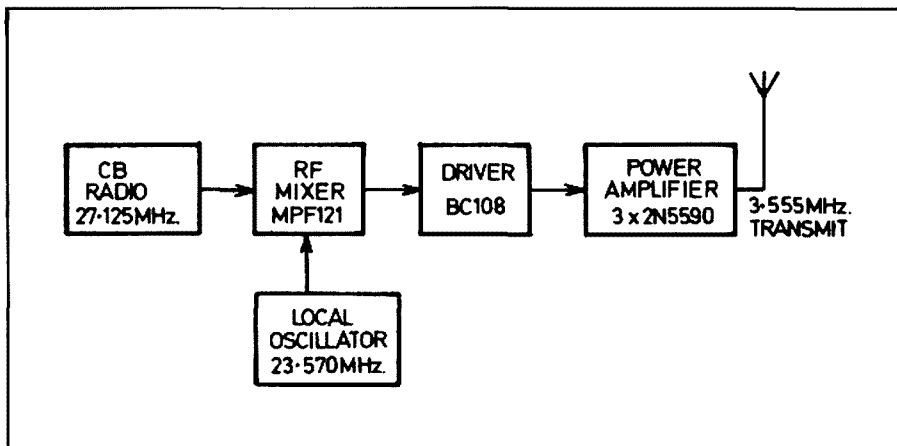 CB
RADIO
27·125MHz.
RF
MIXER
MPF121
DRIVER
BC108
POWER
AMPLIFIER
3 x 2N5590
3·555MHz.
TRANSMIT
LOCAL
OSCILLATOR
23·570MHz.